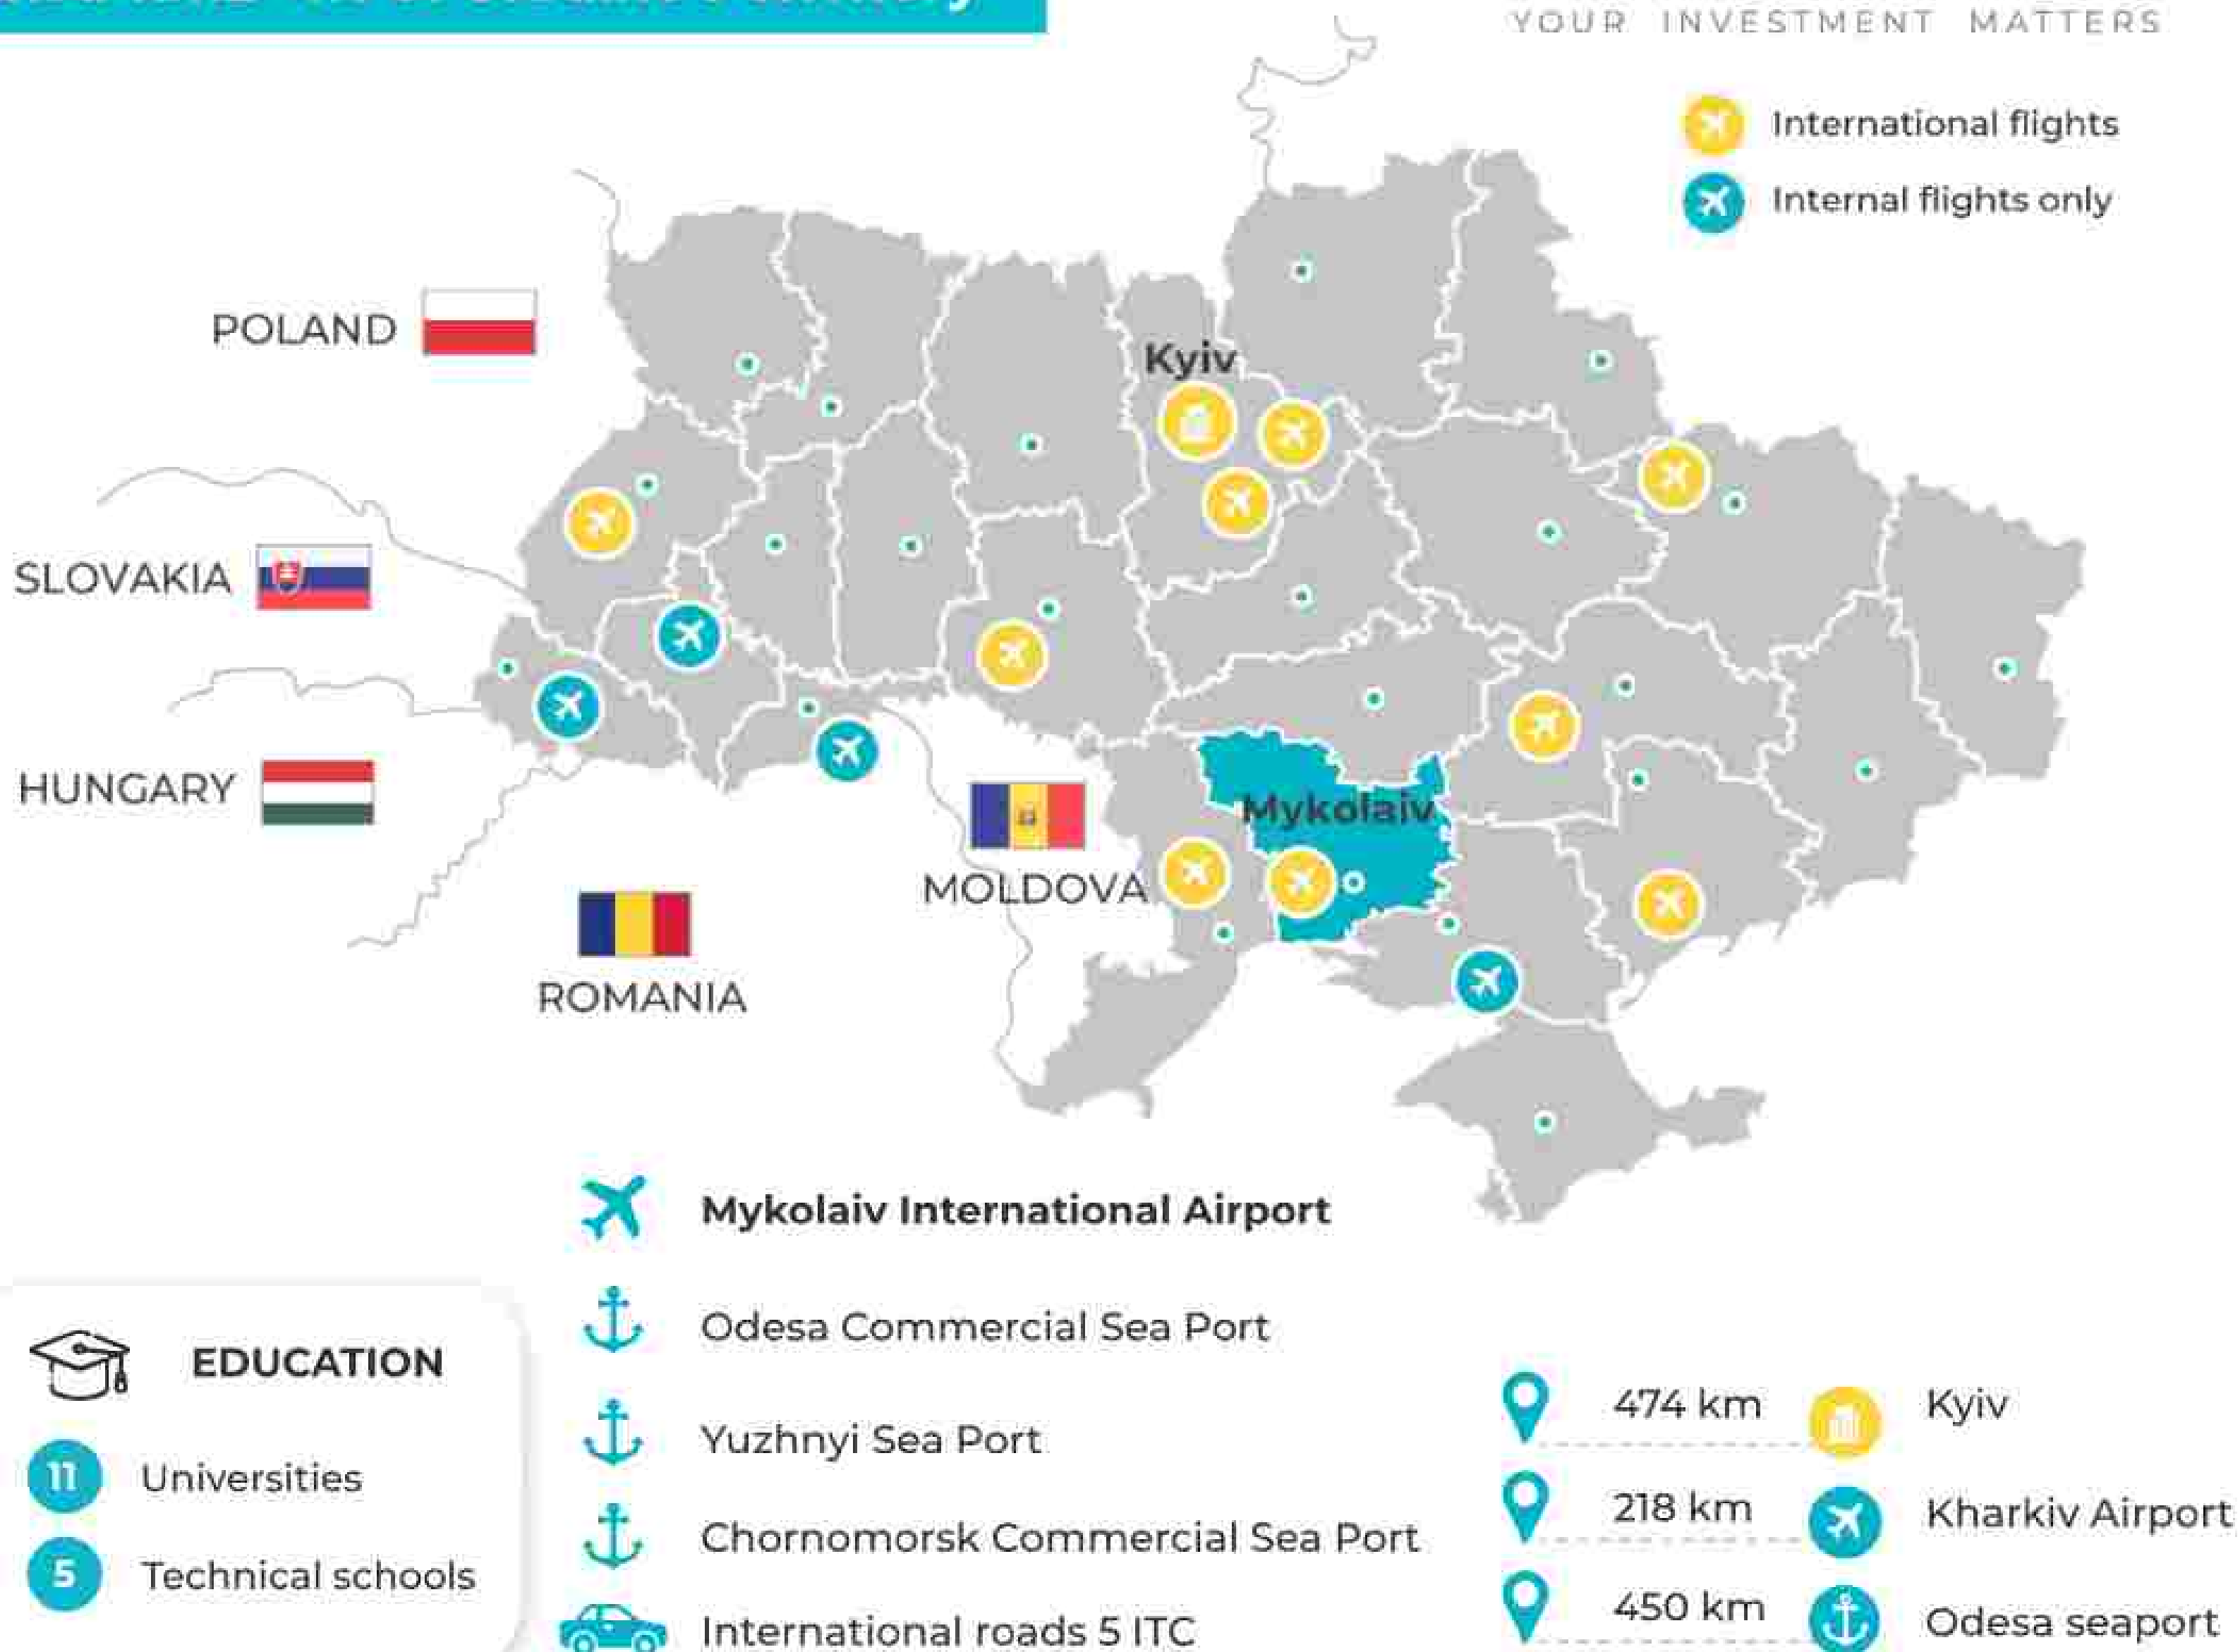 YOUR INVESTMENT MATTERS
International flights
Internal flights only
POLAND
Kyiv
SLOVAKIA
HUNGARY
Mykolaiv
MOLDOVA
ROMANIA
Mykolaiv International Airport
Odesa Commercial Sea Port
Yuzhnyi Sea Port
Chornomorsk Commercial Sea Port
International roads 5 ITC
EDUCATION
11 Universities
5 Technical schools
474 km Kyiv
218 km Kharkiv Airport
450 km Odesa seaport